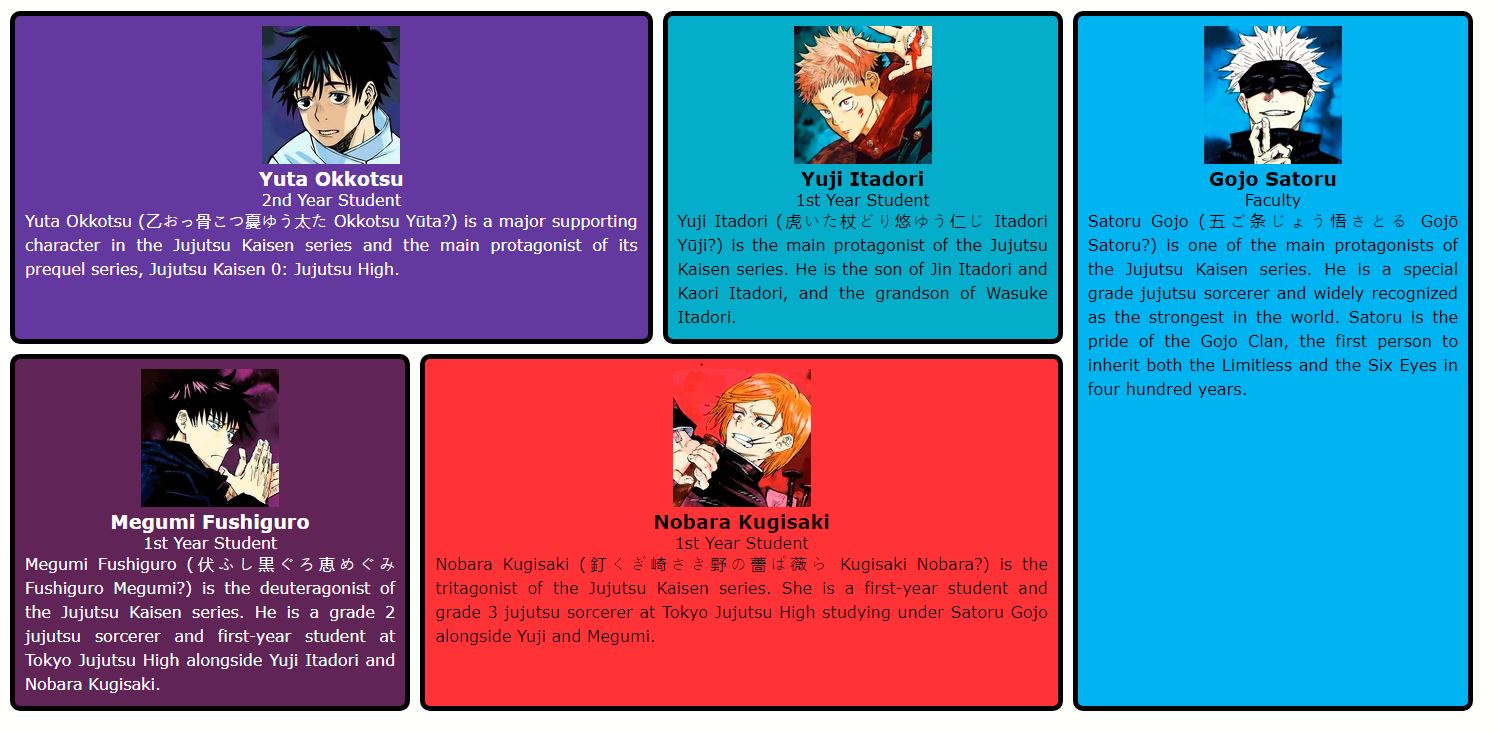 Yuta Okkotsu
2nd Year Student
Yuta Okkotsu (乙おっ骨こつ憂ゆう太た Okkotsu Yūta?) is a major supporting
character in the Jujutsu Kaisen series and the main protagonist of its
prequel series, Jujutsu Kaisen 0: Jujutsu High.
Yuji Itadori
1st Year Student
Yuji Itadori (虎いた杖どり悠ゆう仁じ Itadori
Yūji?) is the main protagonist of the Jujutsu
Kaisen series. He is the son of Jin Itadori and
Kaori Itadori, and the grandson of Wasuke
Itadori.
Gojo Satoru
Faculty
Satoru Gojo (五ご条じょう悟さとる Gojō
Satoru?) is one of the main protagonists of
the Jujutsu Kaisen series. He is a special
grade jujutsu sorcerer and widely recognized
as the strongest in the world. Satoru is the
pride of the Gojo Clan, the first person to
inherit both the Limitless and the Six Eyes in
four hundred years.
Megumi Fushiguro
1st Year Student
Megumi Fushiguro (伏ふし黒ぐろ恵めぐみ
Fushiguro Megumi?) is the deuteragonist of
the Jujutsu Kaisen series. He is a grade 2
jujutsu sorcerer and first-year student at
Tokyo Jujutsu High alongside Yuji Itadori and
Nobara Kugisaki.
Nobara Kugisaki
1st Year Student
Nobara Kugisaki (釘くぎ崎さき野の薔ば薇ら Kugisaki Nobara?) is the
tritagonist of the Jujutsu Kaisen series. She is a first-year student and
grade 3 jujutsu sorcerer at Tokyo Jujutsu High studying under Satoru Gojo
alongside Yuji and Megumi.